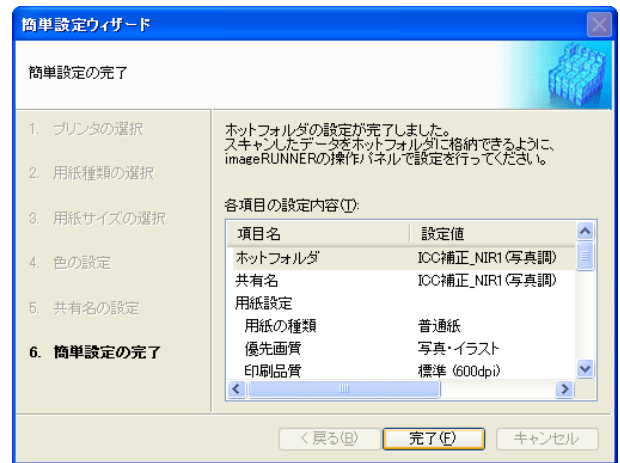 簡単設定ウィザード
簡単設定の完了
1. プリンタの選択
2. 用紙種類の選択
3. 用紙サイズの選択
4. 色の設定
5. 共有名の設定
6. 簡単設定の完了
ホットフォルダの設定が完了しました。
スキャンしたデータをホットフォルダに格納できるように、
imageRUNNERの操作パネルで設定を行ってください。
各項目の設定内容(T):
項目名 設定値
ホットフォルダ ICC補正_NIR1(写真調)
共有名 ICC補正_NIR1(写真調)
用紙設定
用紙の種類 普通紙
優先画質 写真・イラスト
印刷品質 標準 (600dpi)
< 戻る(B) 完了(F) キャンセル